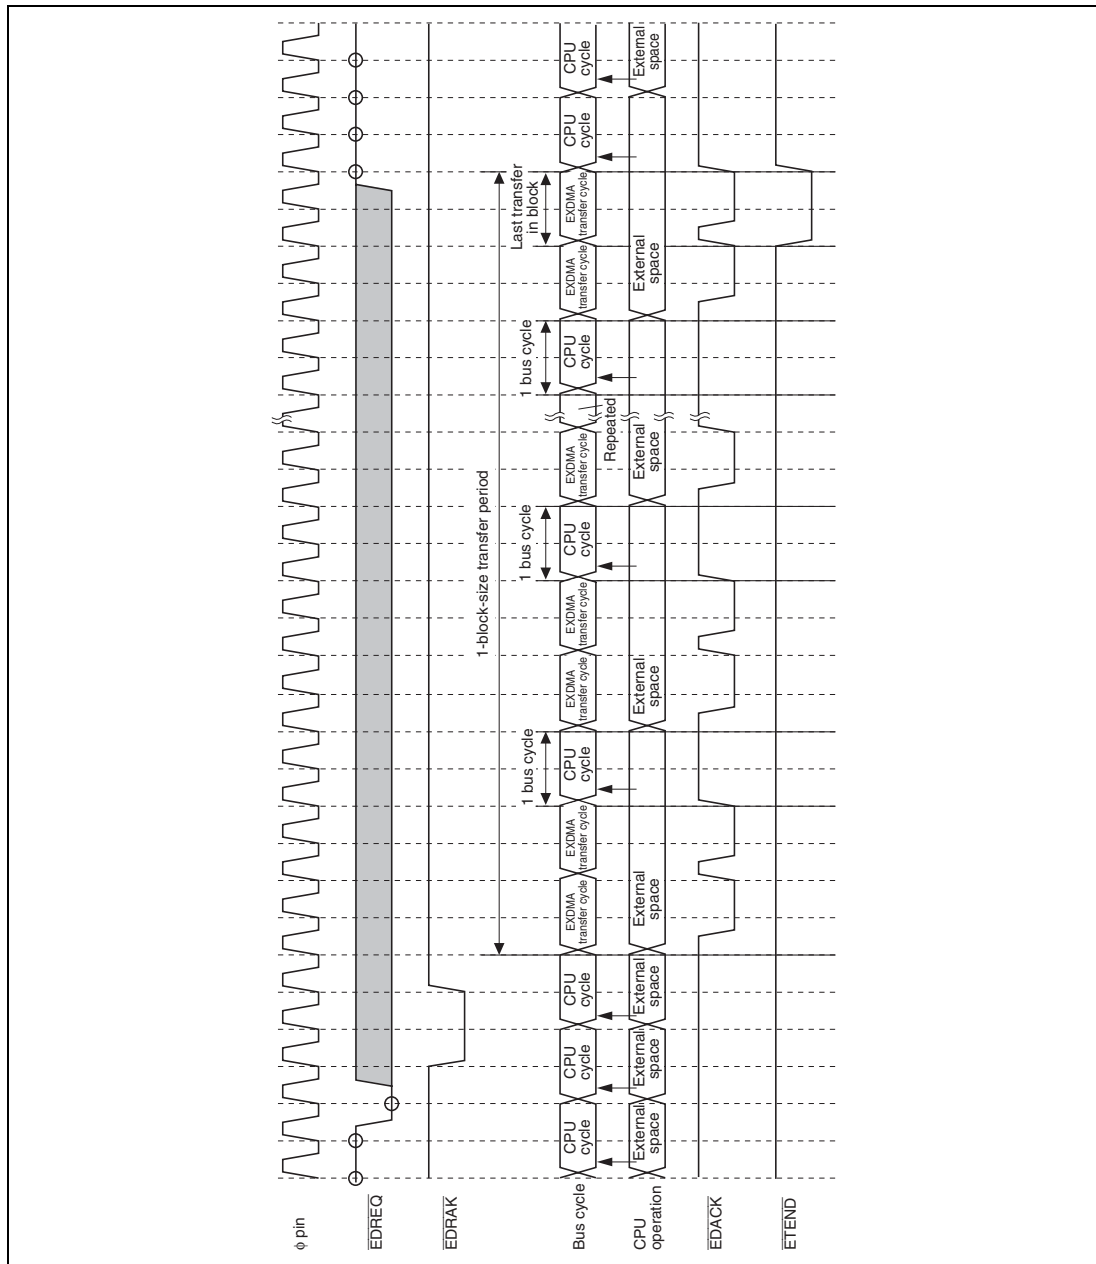 φ pin
EDREQ
EDRAK
1-block-size transfer period
Last transfer
in block
1 bus cycle
1 bus cycle
1 bus cycle
Bus cycle
CPU
cycle
CPU
cycle
CPU
cycle
EXDMA
transfer cycle
EXDMA
transfer cycle
CPU
cycle
EXDMA
transfer cycle
EXDMA
transfer cycle
CPU
cycle
EXDMA
transfer cycle
CPU
cycle
EXDMA
transfer cycle
EXDMA
transfer cycle
CPU
cycle
CPU
cycle
Repeated
CPU
operation
External
space
External
space
External
space
External
space
External
space
External
space
External
space
External
space
EDACK
ETEND